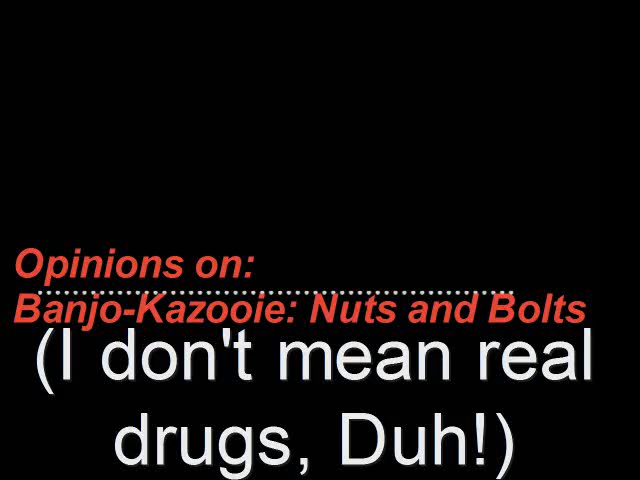 Opinions on:
Banjo-Kazooie: Nuts and Bolts
(I don't mean real
drugs, Duh!)